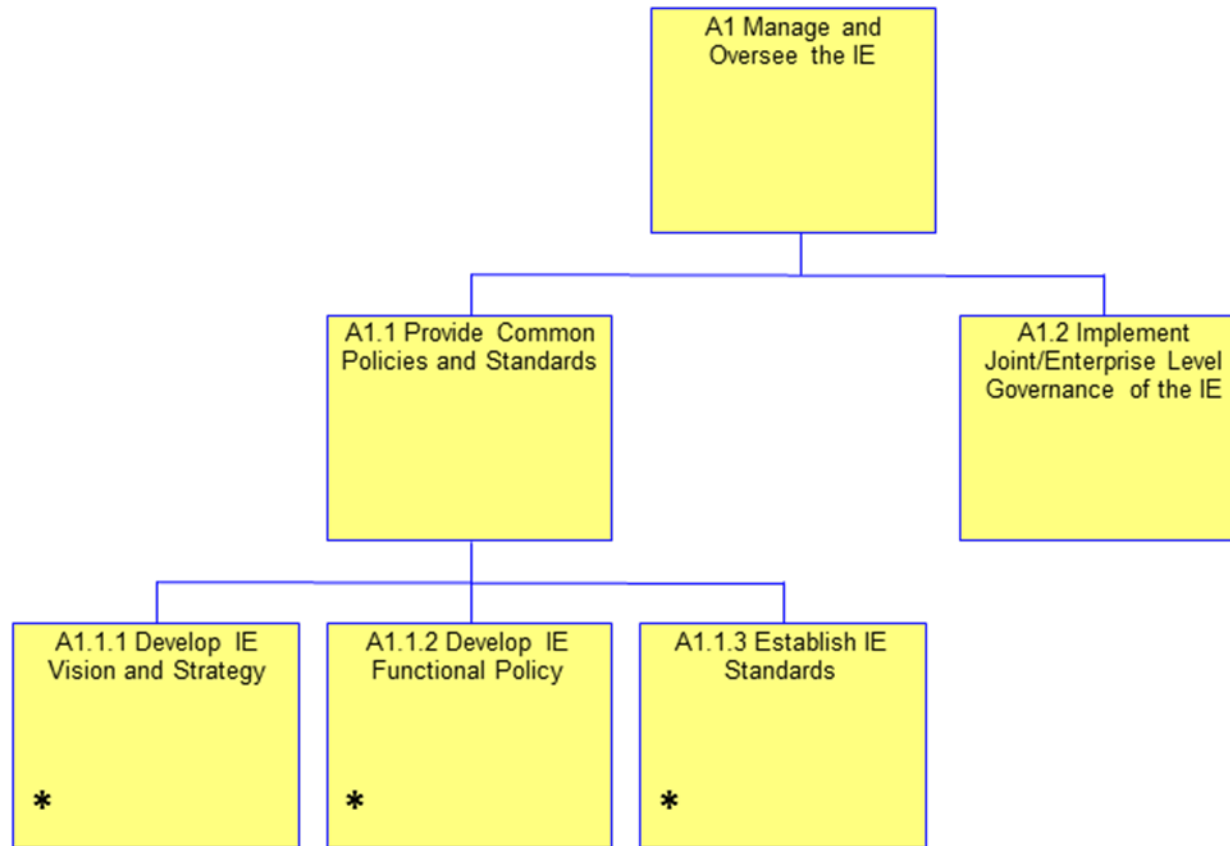 A1 Manage and
Oversee the IE
A1.1 Provide Common
Policies and Standards
A1.2 Implement
Joint/Enterprise Level
Governance of the IE
A1.1.1 Develop IE
Vision and Strategy
*
A1.1.2 Develop IE
Functional Policy
*
A1.1.3 Establish IE
Standards
*